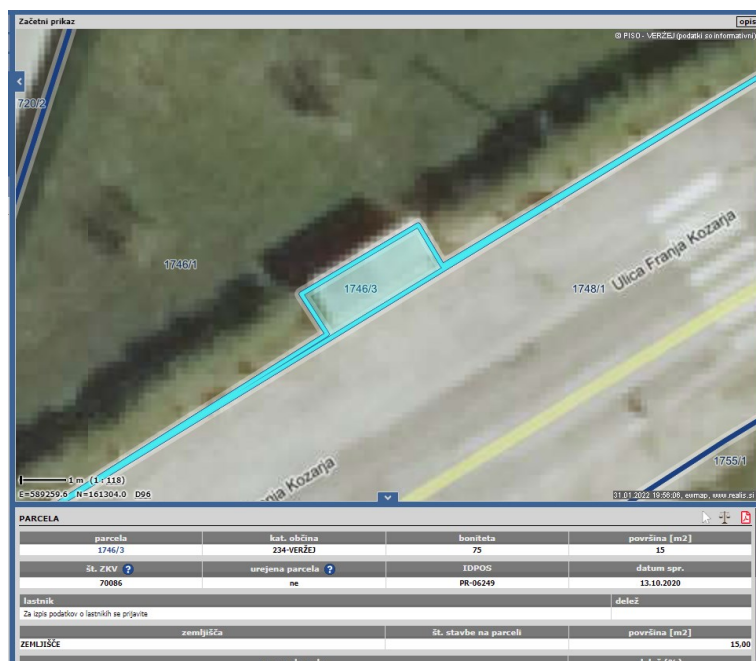 Začetni prikaz
opis
© PISO - VERŽEJ (podatki so informativni)
720/2
1746/1
1746/3
1748/1
Ulica Franja Kozarja
1755/1
anja Kozarja
1 m (1 : 118)
E=589259.6 N=161304.0 D96
31.01.2022 19:56:06, ewmap, www.realis.si
PARCELA
parcela kat. občina boniteta površina [m2]
1746/3 234-VERŽEJ 75 15
št. ZKV ? urejena parcela ? IDPOS datum spr.
70086 ne PR-06249 13.10.2020
lastnik delež
Za izpis podatkov o lastnikih se prijavite
zemljišča št. stavbe na parceli površina [m2]
ZEMLJIŠČE 15,00